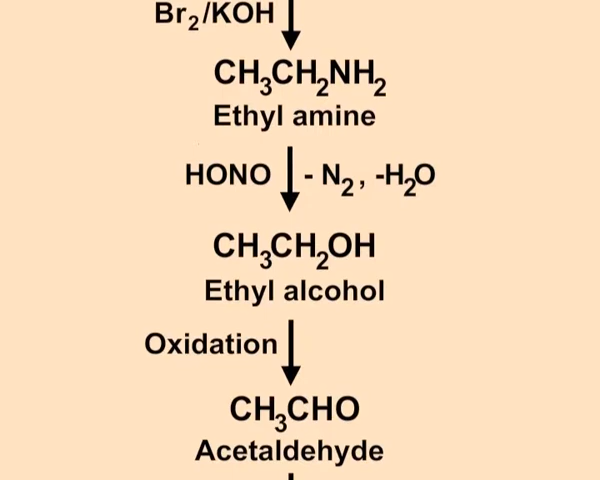 Br₂/KOH
CH₃CH₂NH₂
Ethyl amine
HONO - N₂, -H₂O
CH₃CH₂OH
Ethyl alcohol
Oxidation
CH₃CHO
Acetaldehyde